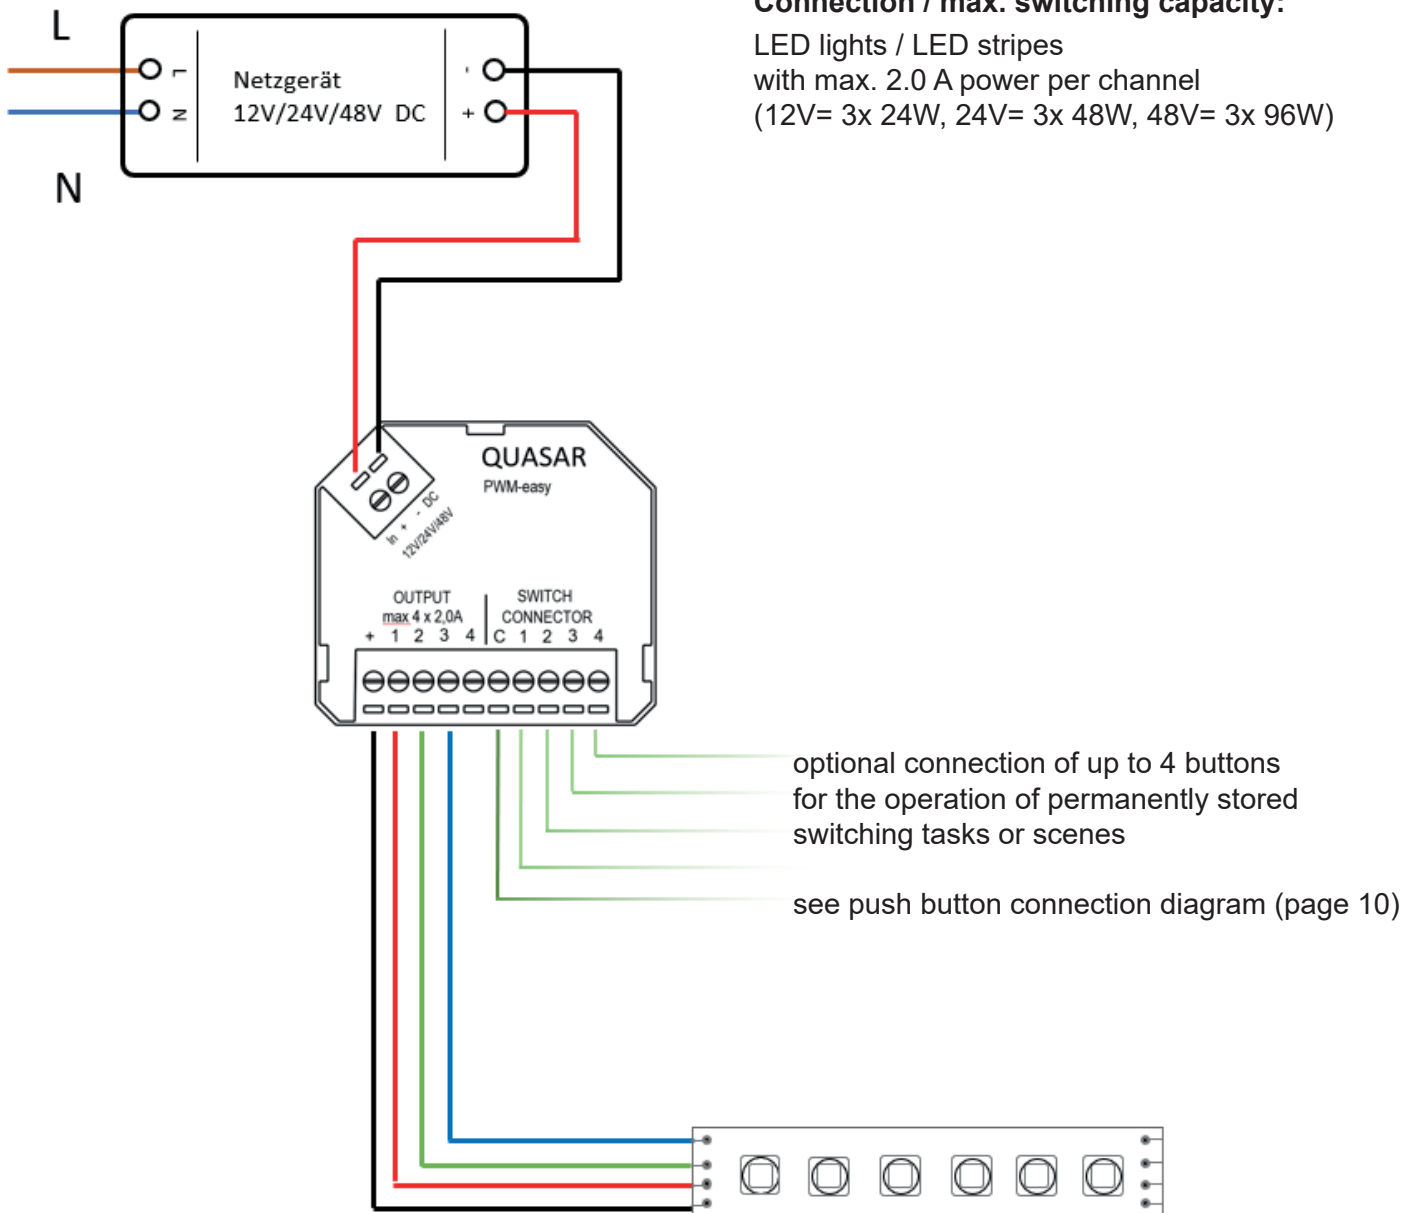 L
N
L
N
Netzgerät
12V/24V/48V DC
-
+
Connection / max. switching capacity:
LED lights / LED stripes
with max. 2.0 A power per channel
(12V= 3x 24W, 24V= 3x 48W, 48V= 3x 96W)
QUASAR
PWM-easy
In + - DC
12V/24V/48V
OUTPUT
max 4 x 2,0A
+ 1 2 3 4
SWITCH
CONNECTOR
C 1 2 3 4
optional connection of up to 4 buttons
for the operation of permanently stored
switching tasks or scenes
see push button connection diagram (page 10)